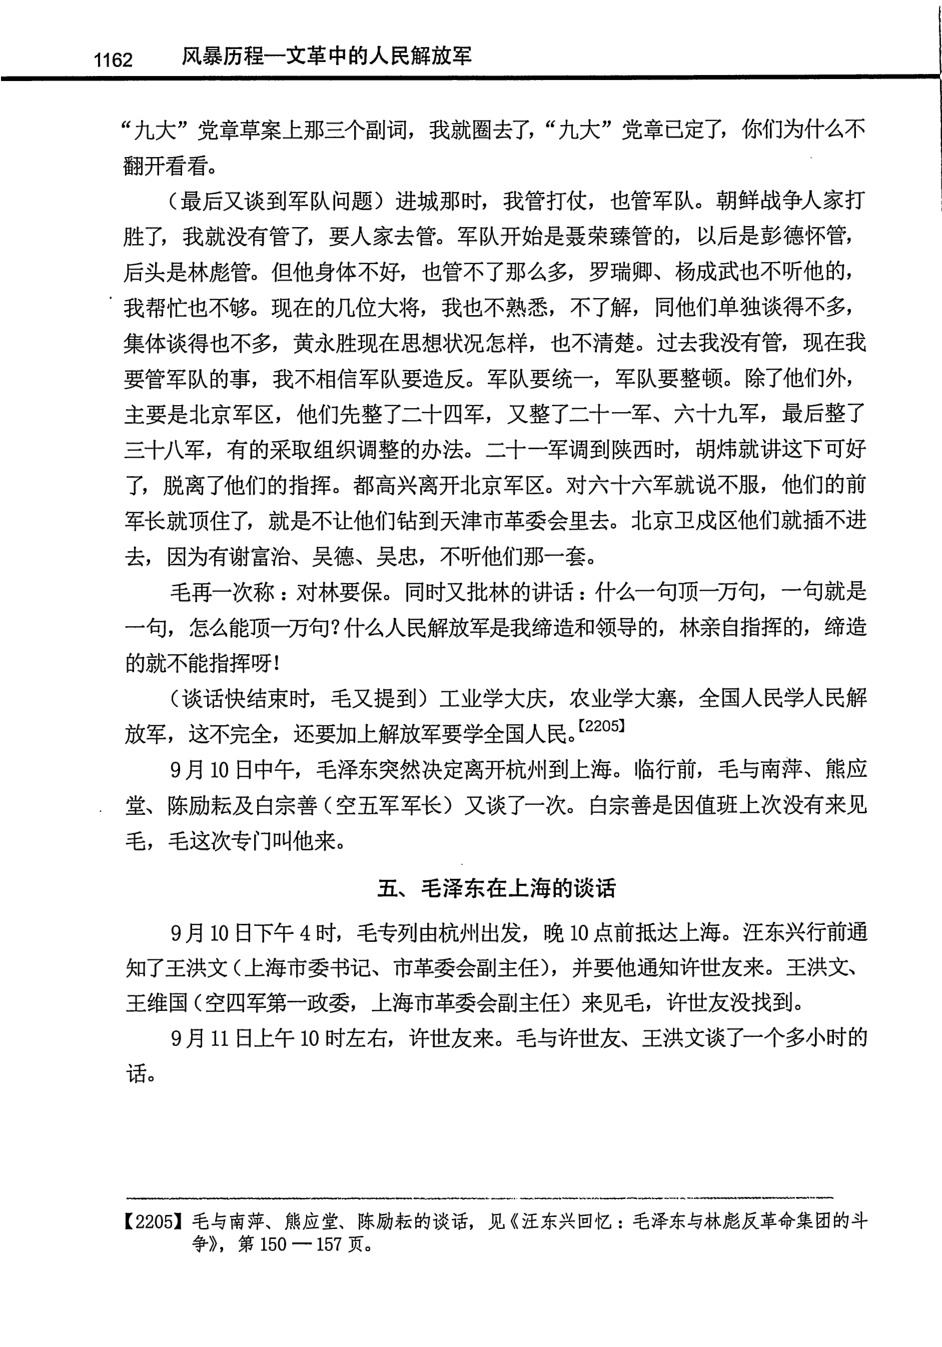 1162 风暴历程—文革中的人民解放军
“九大”党章草案上那三个副词，我就圈去了，“九大”党章已定了，你们为什么不
翻开看看。
（最后又谈到军队问题）进城那时，我管打仗，也管军队。朝鲜战争人家打
胜了，我就没有管了，要人家去管。军队开始是聂荣臻管的，以后是彭德怀管，
后头是林彪管。但他身体不好，也管不了那么多，罗瑞卿、杨成武也不听他的，
我帮忙也不够。现在的几位大将，我也不熟悉，不了解，同他们单独谈得不多，
集体谈得也不多，黄永胜现在思想状况怎样，也不清楚。过去我没有管，现在我
要管军队的事，我不相信军队要造反。军队要统一，军队要整顿。除了他们外，
主要是北京军区，他们先整了二十四军，又整了二十一军、六十九军，最后整了
三十八军，有的采取组织调整的办法。二十一军调到陕西时，胡炜就讲这下可好
了，脱离了他们的指挥。都高兴离开北京军区。对六十六军就说不服，他们的前
军长就顶住了，就是不让他们钻到天津市革委会里去。北京卫戍区他们就插不进
去，因为有谢富治、吴德、吴忠，不听他们那一套。
毛再一次称：对林要保。同时又批林的讲话：什么一句顶一万句，一句就是
一句，怎么能顶一万句？什么人民解放军是我缔造和领导的，林亲自指挥的，缔造
的就不能指挥呀！
（谈话快结束时，毛又提到）工业学大庆，农业学大寨，全国人民学人民解
放军，这不完全，还要加上解放军要学全国人民。【2205】
9月10日中午，毛泽东突然决定离开杭州到上海。临行前，毛与南萍、熊应
堂、陈励耘及白宗善（空五军军长）又谈了一次。白宗善是因值班上次没有来见
毛，毛这次专门叫他来。
五、毛泽东在上海的谈话
9月10日下午4时，毛专列由杭州出发，晚10点前抵达上海。汪东兴行前通
知了王洪文（上海市委书记、市革委会副主任），并要他通知许世友来。王洪文、
王维国（空四军第一政委，上海市革委会副主任）来见毛，许世友没找到。
9月11日上午10时左右，许世友来。毛与许世友、王洪文谈了一个多小时的
话。
【2205】毛与南萍、熊应堂、陈励耘的谈话，见《汪东兴回忆：毛泽东与林彪反革命集团的斗
争》，第150—157页。